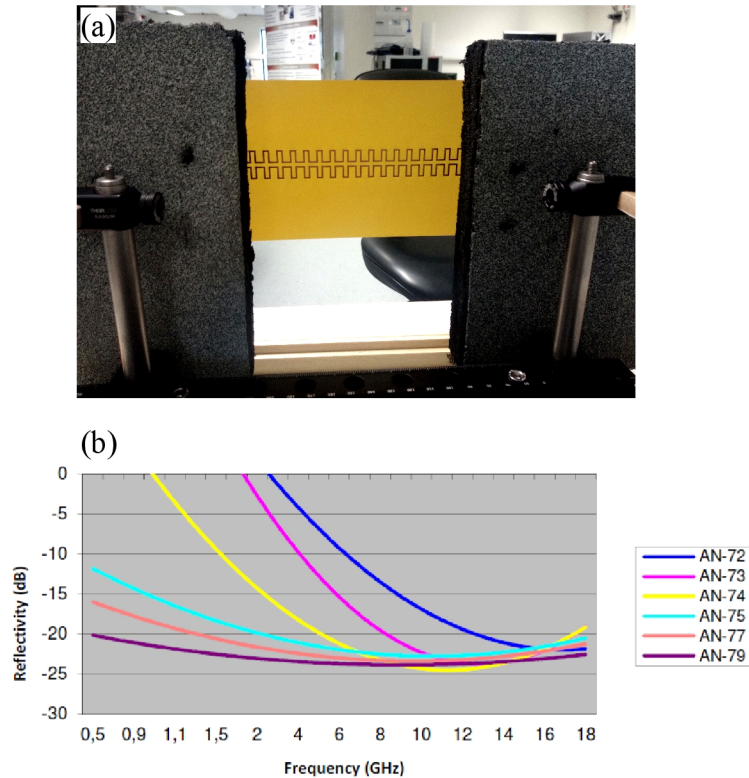 (a)
THORLABS
(b)
Reflectivity (dB)
0
-5
-10
-15
-20
-25
-30
0,5 0,9 1,1 1,5 2 4 6 8 10 12 14 16 18
Frequency (GHz)
AN-72
AN-73
AN-74
AN-75
AN-77
AN-79